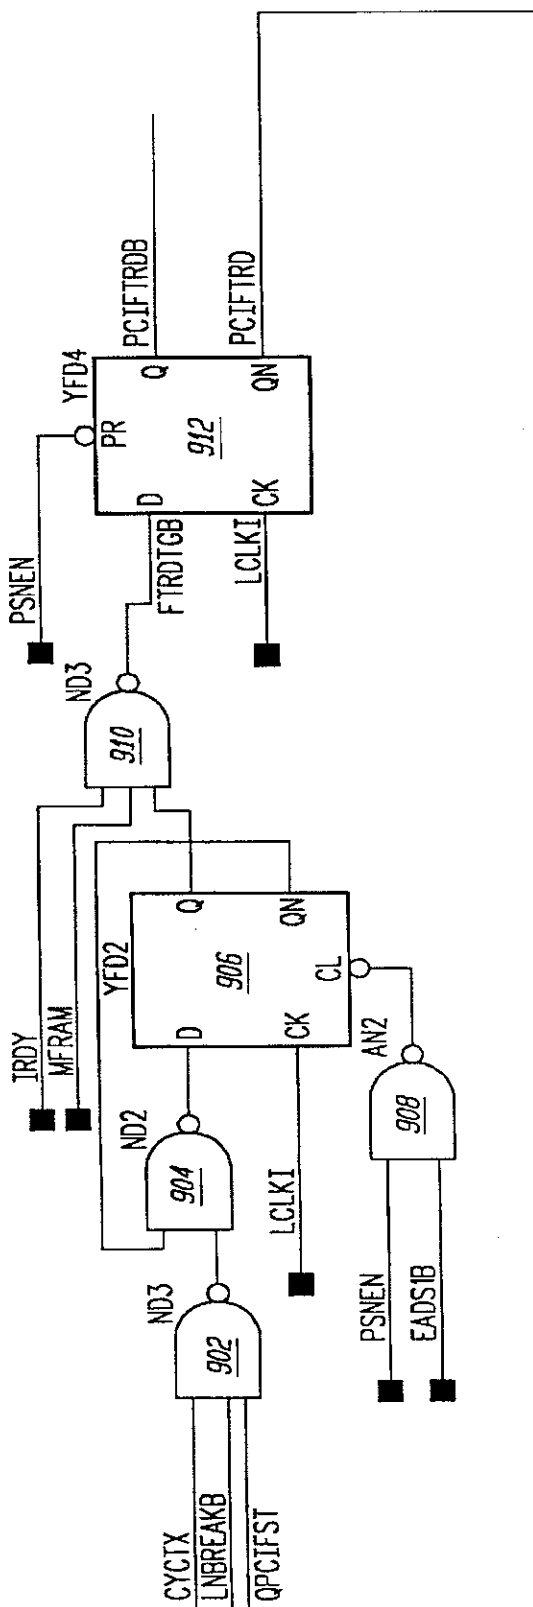 CYCTX
LNBREAKB
QPCIFST
ND3
902
ND2
904
LCLKI
PSNEN
EADS1B
AN2
908
IRDY
MFRAM
YFD2
D
Q
906
CK
QN
CL
ND3
910
FTRDTGB
PSNEN
LCLKI
YFD4
PR
D
Q
912
CK
QN
PCIFTRDB
PCIFTRD